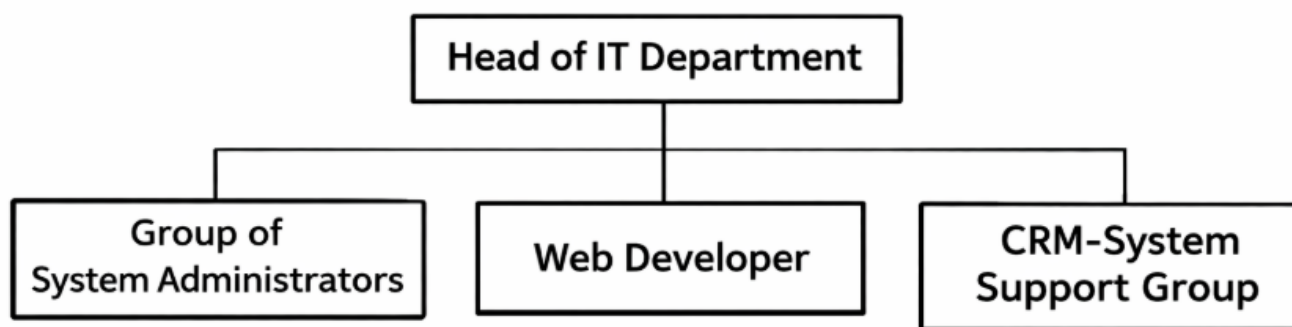 Head of IT Department
Group of
System Administrators
Web Developer
CRM-System
Support Group